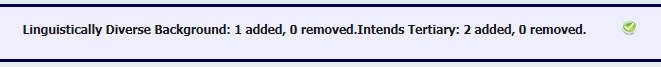 Linguistically Diverse Background: 1 added, 0 removed.Intends Tertiary: 2 added, 0 removed.